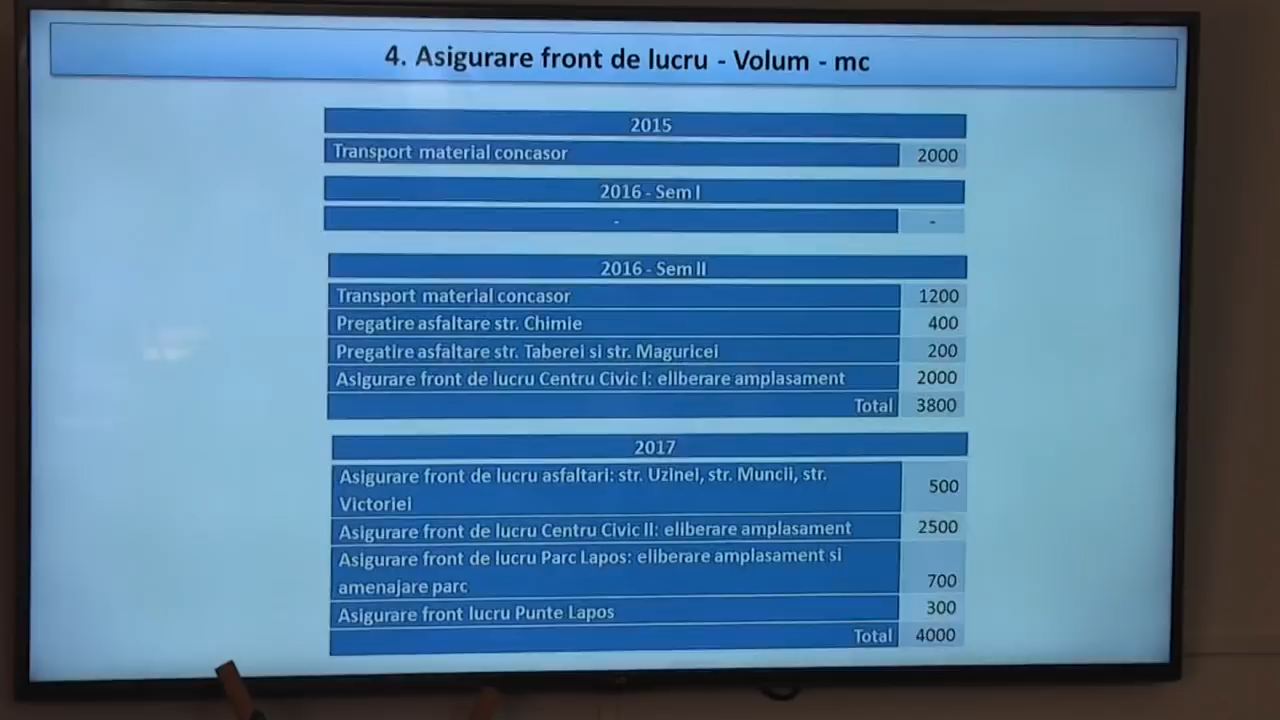 4. Asigurare front de lucru - Volum - mc
2015
Transport material concasor 2000
2016 - Sem I
- -
2016 - Sem II
Transport material concasor 1200
Pregatire asfaltare str. Chimie 400
Pregatire asfaltare str. Taberei si str. Maguricei 200
Asigurare front de lucru Centru Civic I: eliberare amplasament 2000
Total 3800
2017
Asigurare front de lucru asfaltari: str. Uzinei, str. Muncii, str.
Victoriei 500
Asigurare front de lucru Centru Civic II: eliberare amplasament 2500
Asigurare front de lucru Parc Lapos: eliberare amplasament si
amenajare parc 700
Asigurare front lucru Punte Lapos 300
Total 4000